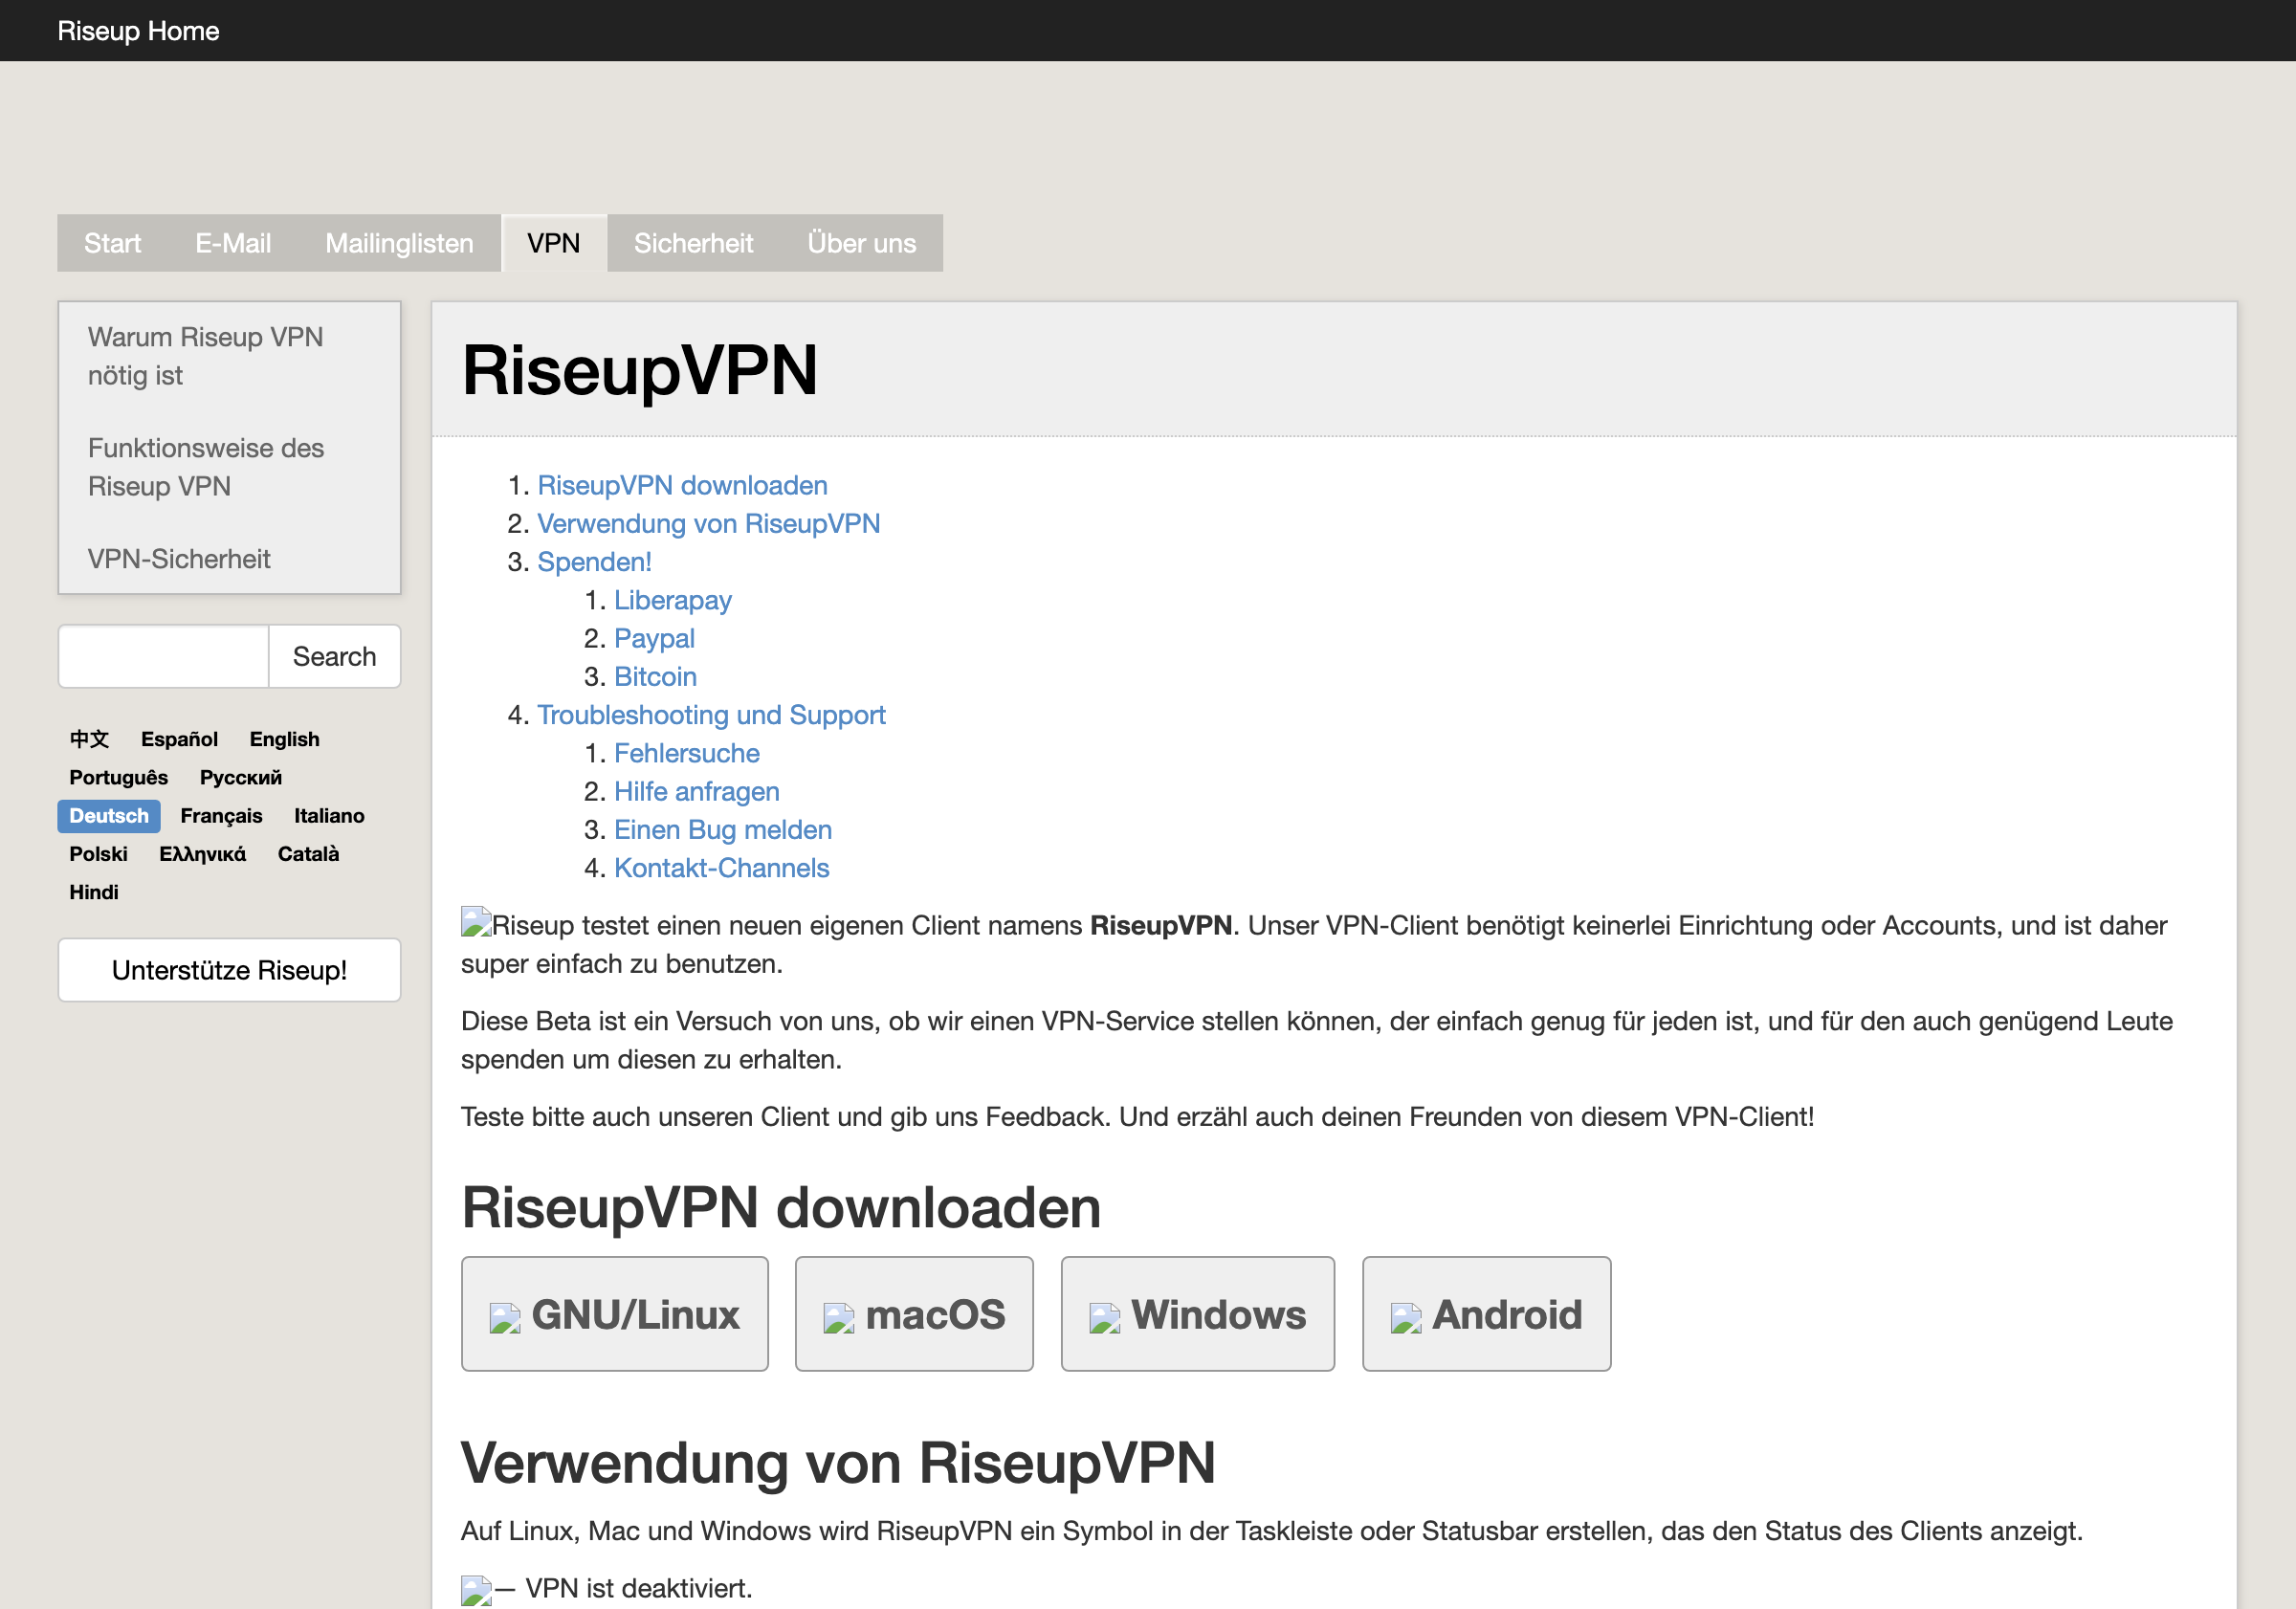 Riseup Home
Start E-Mail Mailinglisten VPN Sicherheit Über uns
Warum Riseup VPN
nötig ist
Funktionsweise des
Riseup VPN
VPN-Sicherheit
Search
中文 Español English
Português Русский
Deutsch Français Italiano
Polski Ελληνικά Català
Hindi
Unterstütze Riseup!
RiseupVPN
1. RiseupVPN downloaden
2. Verwendung von RiseupVPN
3. Spenden!
1. Liberapay
2. Paypal
3. Bitcoin
4. Troubleshooting und Support
1. Fehlersuche
2. Hilfe anfragen
3. Einen Bug melden
4. Kontakt-Channels
Riseup testet einen neuen eigenen Client namens RiseupVPN. Unser VPN-Client benötigt keinerlei Einrichtung oder Accounts, und ist daher
super einfach zu benutzen.
Diese Beta ist ein Versuch von uns, ob wir einen VPN-Service stellen können, der einfach genug für jeden ist, und für den auch genügend Leute
spenden um diesen zu erhalten.
Teste bitte auch unseren Client und gib uns Feedback. Und erzähl auch deinen Freunden von diesem VPN-Client!
RiseupVPN downloaden
GNU/Linux macOS Windows Android
Verwendung von RiseupVPN
Auf Linux, Mac und Windows wird RiseupVPN ein Symbol in der Taskleiste oder Statusbar erstellen, das den Status des Clients anzeigt.
— VPN ist deaktiviert.